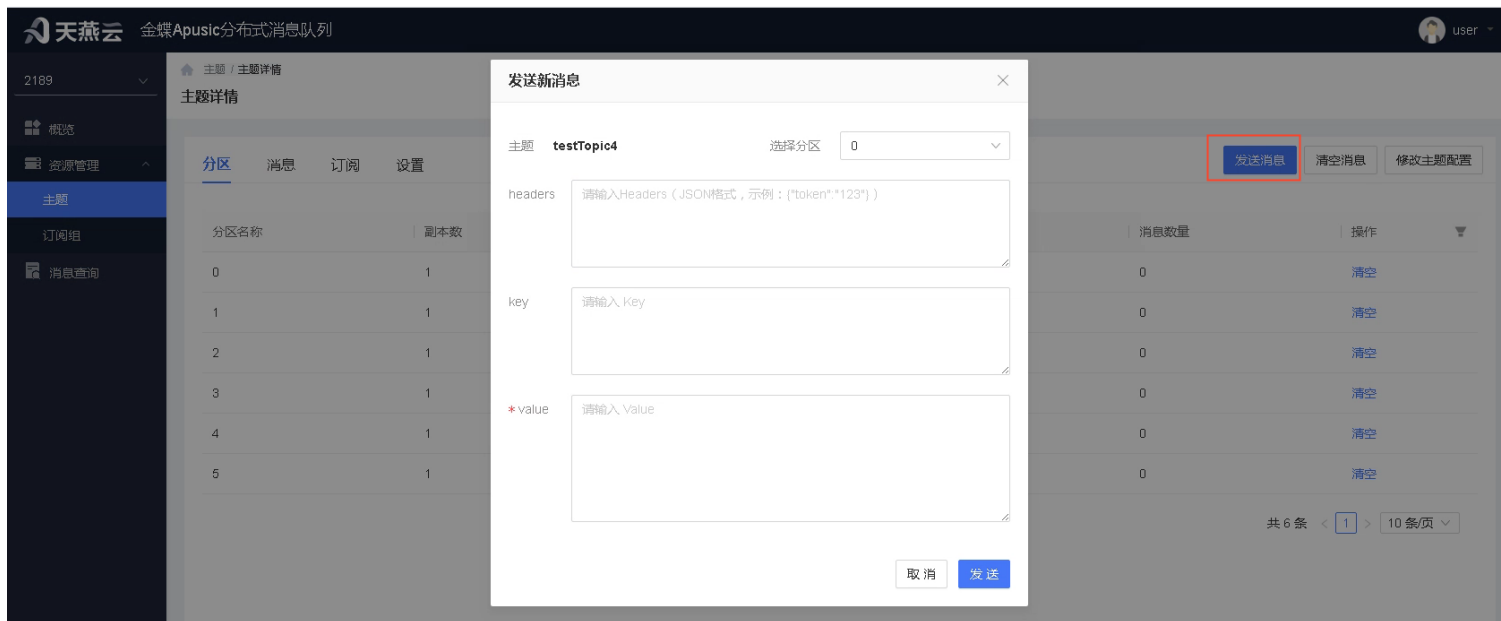 天燕云 金蝶Apusic分布式消息队列
user
2189
概览
资源管理
主题
订阅组
消息查询
主题 / 主题详情
主题详情
分区 消息 订阅 设置
发送消息 清空消息 修改主题配置
分区名称 副本数 消息数量 操作
0 1 0 清空
1 1 0 清空
2 1 0 清空
3 1 0 清空
4 1 0 清空
5 1 0 清空
共 6 条 < 1 > 10 条/页
发送新消息
主题 testTopic4 选择分区 0
headers 请输入Headers（JSON格式，示例：{"token":"123"}）
key 请输入 Key
* value 请输入 Value
取 消 发 送